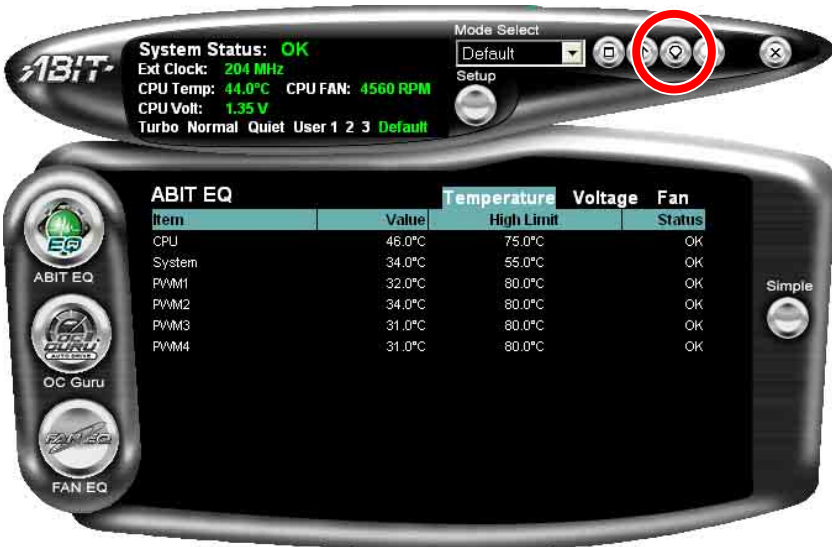 Mode Select
ABIT
System Status: OK
Default
Ext Clock: 204 MHz
Setup
CPU Temp: 44.0°C CPU FAN: 4560 RPM
CPU Volt: 1.35 V
Turbo Normal Quiet User 1 2 3 Default
ABIT EQ
Temperature Voltage Fan
Item Value High Limit Status
CPU 46.0°C 75.0°C OK
System 34.0°C 55.0°C OK
PWM1 32.0°C 80.0°C OK
PWM2 34.0°C 80.0°C OK
PWM3 31.0°C 80.0°C OK
PWM4 31.0°C 80.0°C OK
EQ
ABIT EQ
OC GURU
AUTO DRIVE
OC Guru
FAN EQ
FAN EQ
Simple